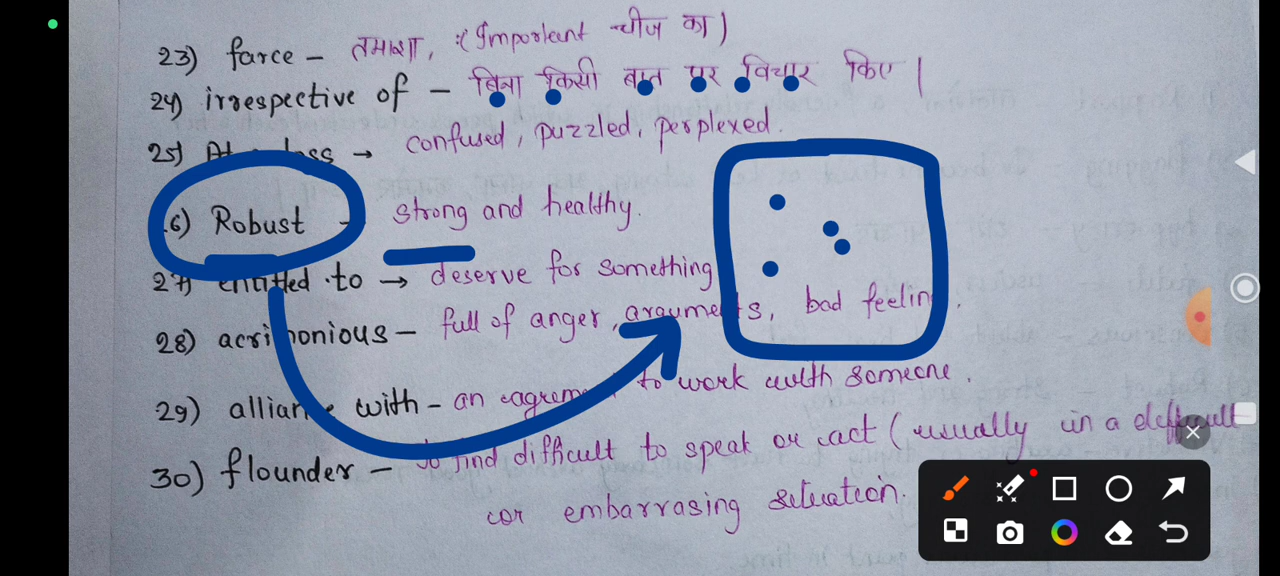 23) farce - तमाशा, :( Important चीज का)
24) irrespective of - बिना किसी बात पर विचार किए |
25) At loss → confused, puzzled, perplexed.
6) Robust - strong and healthy.
27) entitled to → deserve for something
28) acrimonious - full of anger, arguments, bad feeling.
29) alliance with - an agrement to work with someone.
30) flounder - to find difficult to speak or act ( usually in a difficult
or embarrasing situation.